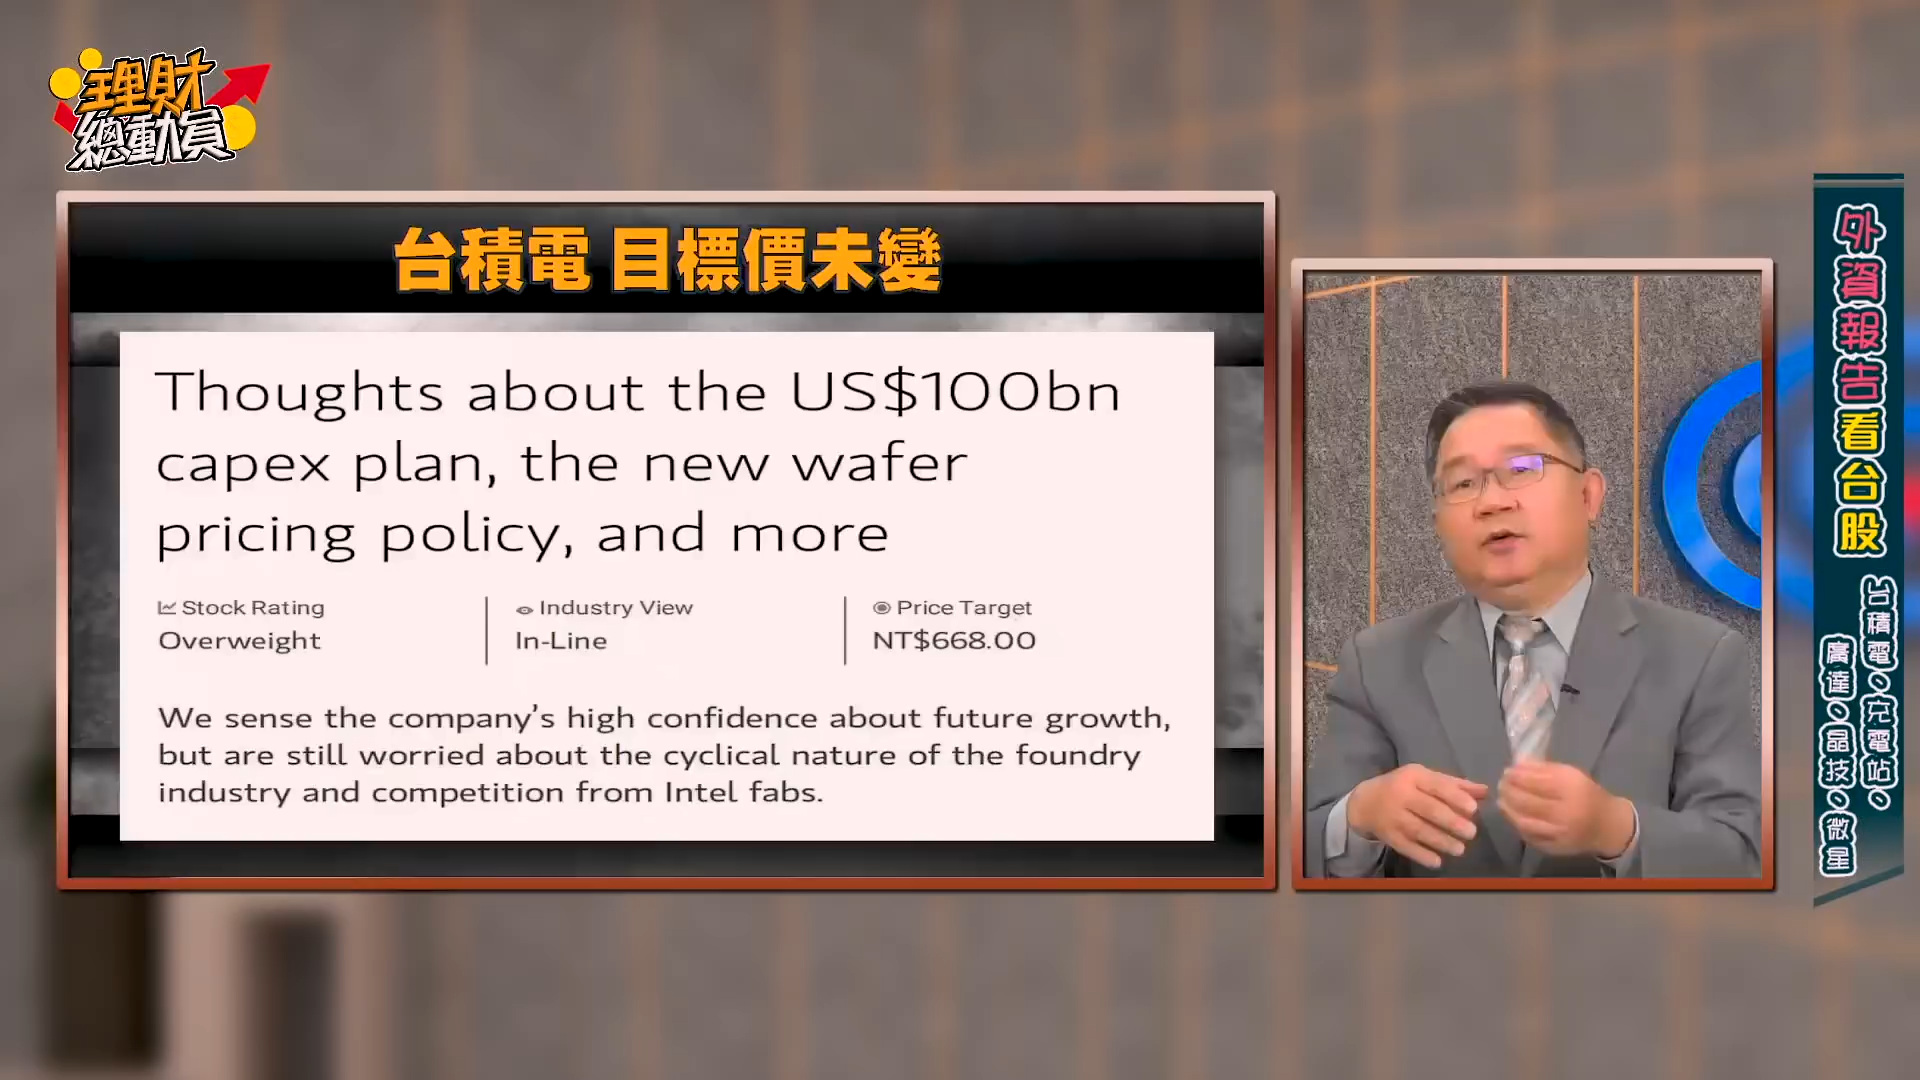 理財
總動員
台積電 目標價未變
Thoughts about the US$100bn
capex plan, the new wafer
pricing policy, and more
Stock Rating
Overweight
Industry View
In-Line
Price Target
NT$668.00
We sense the company's high confidence about future growth,
but are still worried about the cyclical nature of the foundry
industry and competition from Intel fabs.
外資報告看台股
台積電。充電站。
廣達。晶技。微星